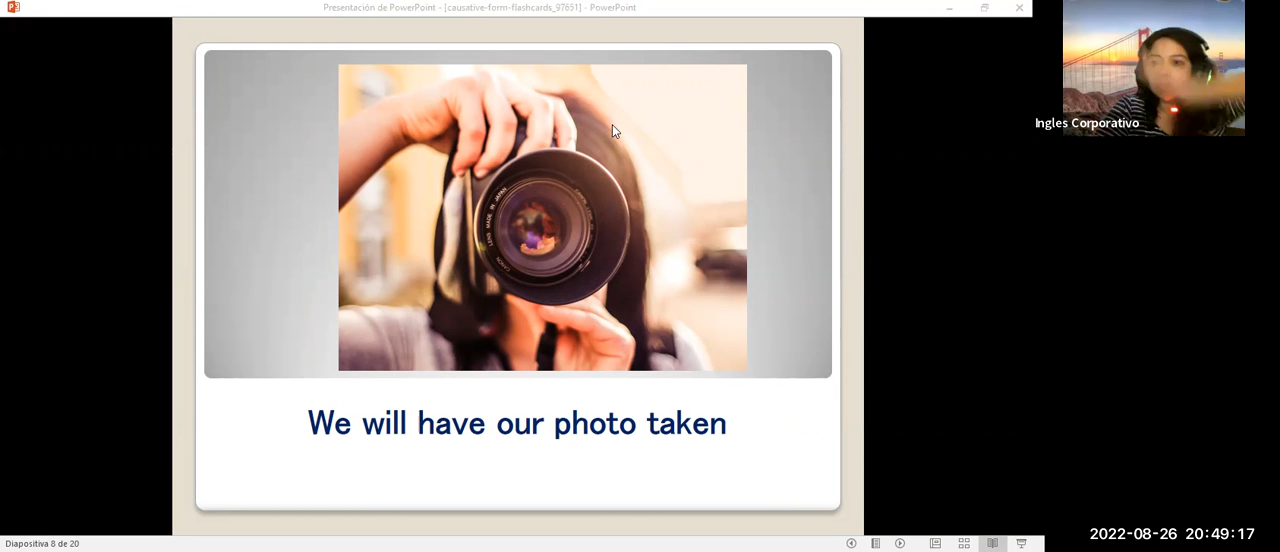 Presentación de PowerPoint - [causative-form-flashcards_97651] - PowerPoint
Ingles Corporativo
LENS MADE IN JAPAN
CANON
We will have our photo taken
2022-08-26 20:49:17
Diapositiva 8 de 20